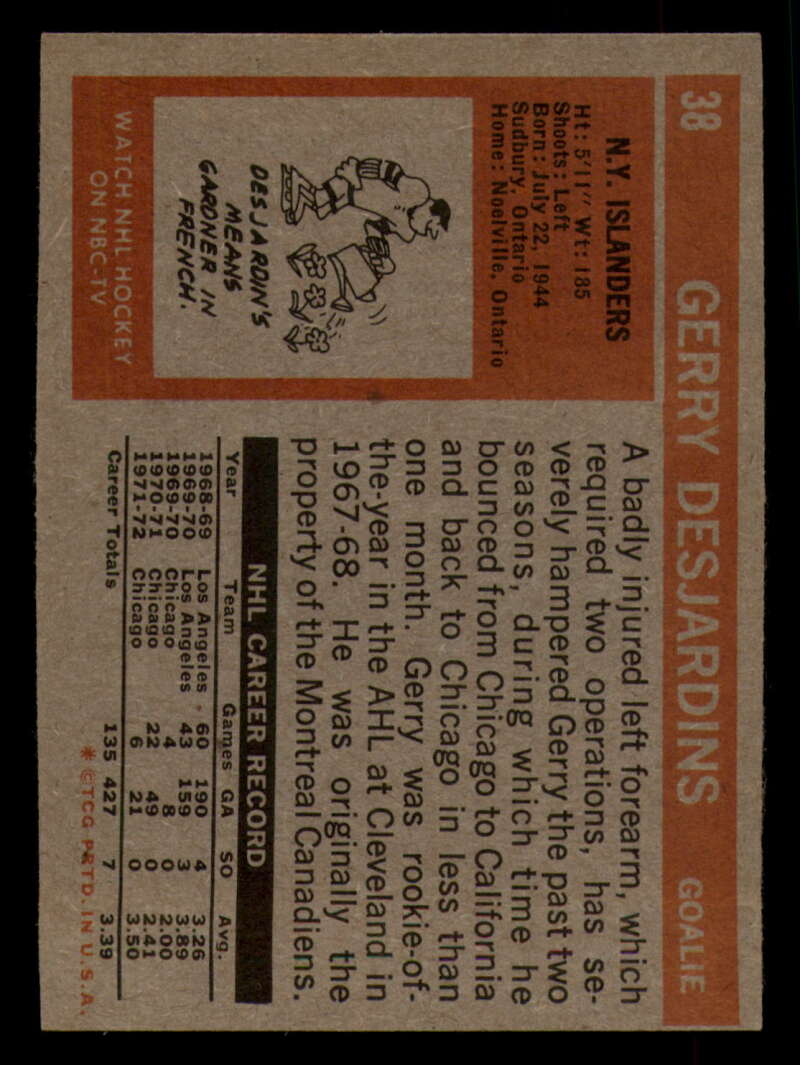 38 GERRY DESJARDINS GOALIE
N.Y. ISLANDERS
Ht: 5'11" Wt: 185
Shoots: Left
Born: July 22, 1944
Sudbury, Ontario
Home: Noelville, Ontario
DESJARDIN'S
MEANS
GARDNER IN
FRENCH.
WATCH NHL HOCKEY
ON NBC-TV
A badly injured left forearm, which
required two operations, has se-
verely hampered Gerry the past two
seasons, during which time he
bounced from Chicago to California
and back to Chicago in less than
one month. Gerry was rookie-of-
the-year in the AHL at Cleveland in
1967-68. He was originally the
property of the Montreal Canadiens.
NHL CAREER RECORD
Year Team Games GA SO Avg.
1968-69 Los Angeles 60 190 4 3.26
1969-70 Los Angeles 43 159 3 3.89
1969-70 Chicago 4 8 0 2.00
1970-71 Chicago 22 49 0 2.41
1971-72 Chicago 6 21 0 3.50
Career Totals 135 427 7 3.39
* © TCG PRTD. IN U.S.A.